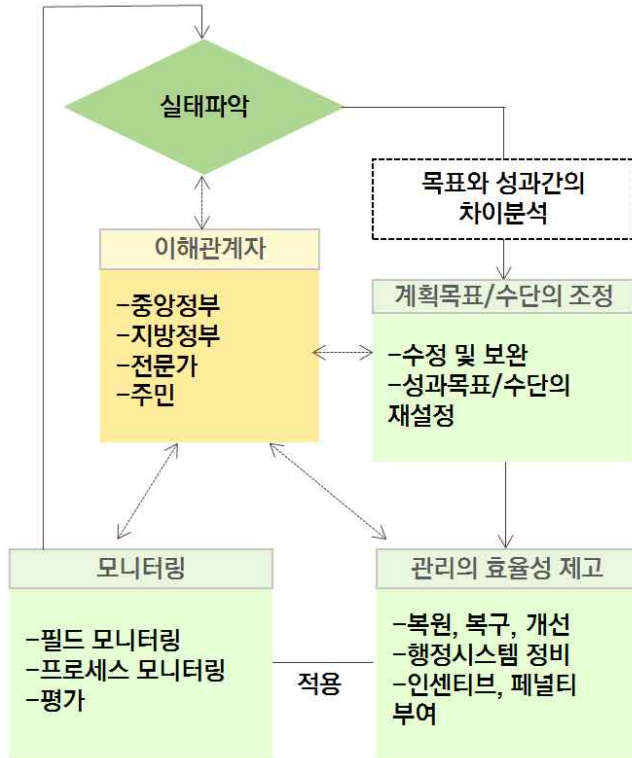 실태파악
목표와 성과간의
차이분석
이해관계자
-중앙정부
-지방정부
-전문가
-주민
계획목표/수단의 조정
-수정 및 보완
-성과목표/수단의
재설정
모니터링
-필드 모니터링
-프로세스 모니터링
-평가
적용
관리의 효율성 제고
-복원, 복구, 개선
-행정시스템 정비
-인센티브, 페널티
부여